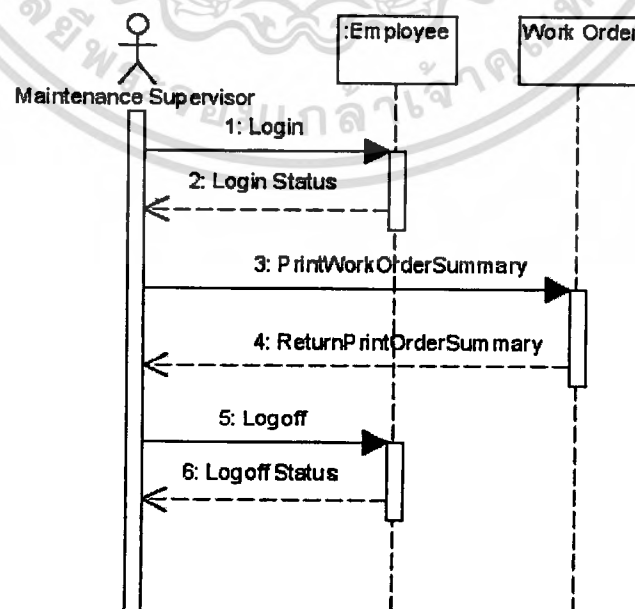 :Employee
Work Order
Maintenance Supervisor
1: Login
2: Login Status
3: PrintWorkOrderSummary
4: ReturnPrintOrderSummary
5: Logoff
6: Logoff Status